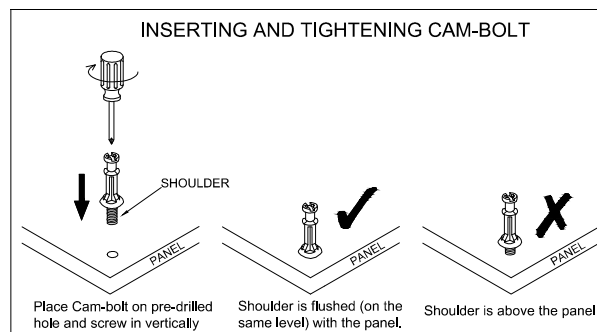 INSERTING AND TIGHTENING CAM-BOLT
SHOULDER
PANEL
Place Cam-bolt on pre-drilled
hole and screw in vertically
PANEL
Shoulder is flushed (on the
same level) with the panel.
PANEL
Shoulder is above the panel